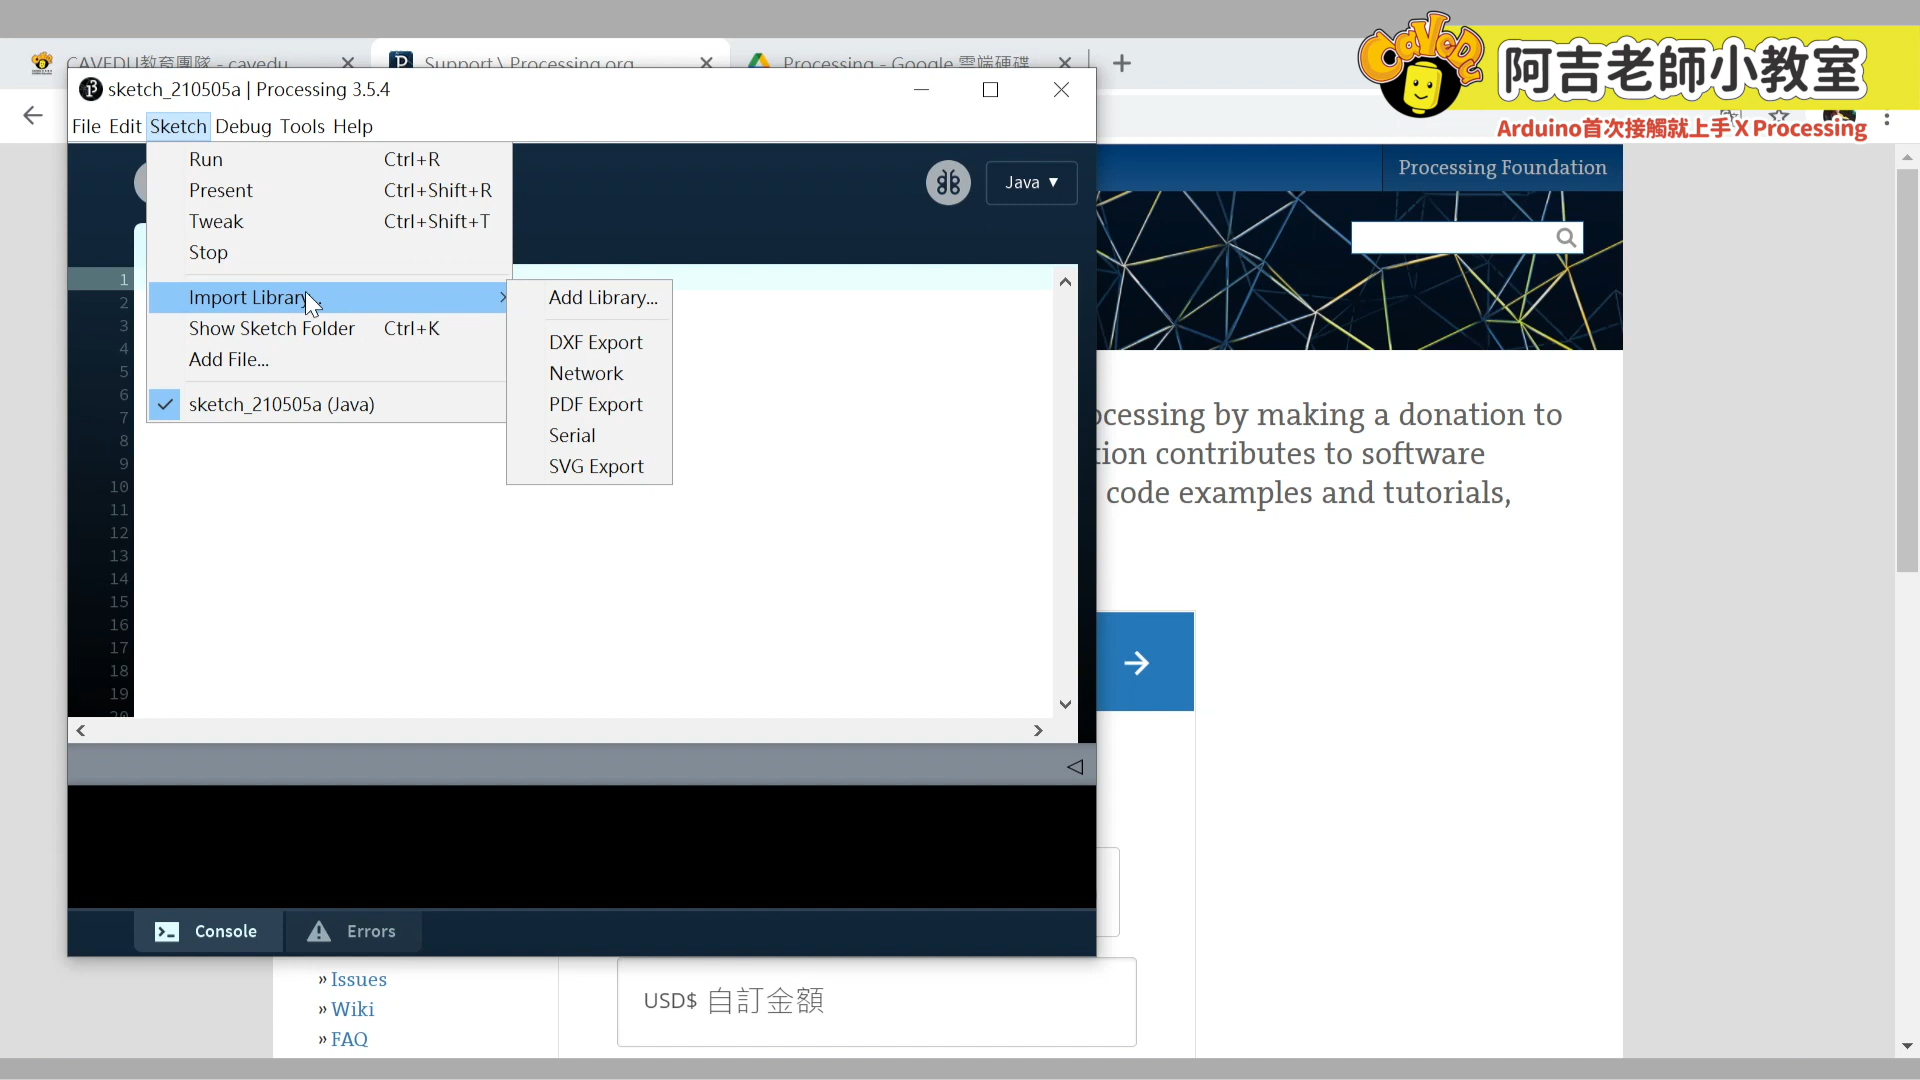 CAVEDU教育團隊 - cavedu
Support \ Processing.org
Processing - Google 雲端硬碟
CAVEDU
阿吉老師小教室
Arduino首次接觸就上手 X Processing
sketch_210505a | Processing 3.5.4
File Edit Sketch Debug Tools Help
Run Ctrl+R
Present Ctrl+Shift+R
Tweak Ctrl+Shift+T
Stop
Import Library...
Show Sketch Folder Ctrl+K
Add File...
sketch_210505a (Java)
Add Library...
DXF Export
Network
PDF Export
Serial
SVG Export
Java ▼
1
2
3
4
5
6
7
8
9
10
11
12
13
14
15
16
17
18
19
20
Processing Foundation
ocessing by making a donation to
tion contributes to software
code examples and tutorials,
Console
Errors
» Issues
» Wiki
» FAQ
USD$ 自訂金額